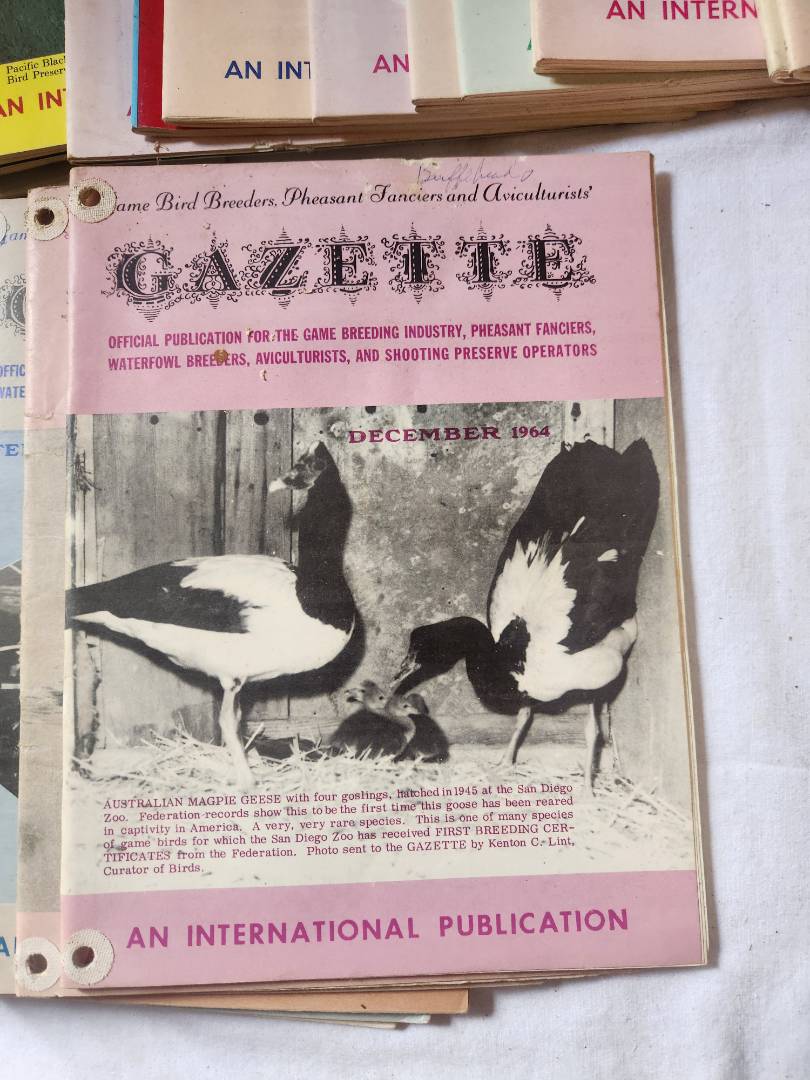 Pacific Blac
Bird Preser
AN IN
AN INT
AN
AN INTERN
Game Bird Breeders, Pheasant Fanciers and Aviculturists'
GAZETTE
OFFICIAL PUBLICATION FOR THE GAME BREEDING INDUSTRY, PHEASANT FANCIERS,
WATERFOWL BREEDERS, AVICULTURISTS, AND SHOOTING PRESERVE OPERATORS
DECEMBER 1964
AUSTRALIAN MAGPIE GEESE with four goslings, hatched in 1945 at the San Diego
Zoo. Federation records show this to be the first time this goose has been reared
in captivity in America. A very, very rare species. This is one of many species
of game birds for which the San Diego Zoo has received FIRST BREEDING CER-
TIFICATES from the Federation. Photo sent to the GAZETTE by Kenton C. Lint,
Curator of Birds.
AN INTERNATIONAL PUBLICATION